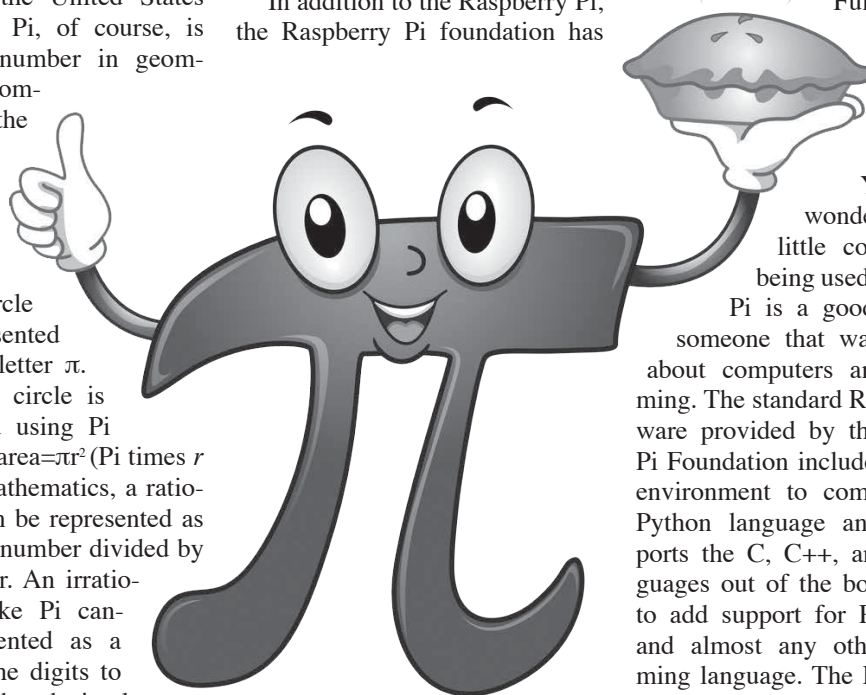 the United States
Pi, of course, is
number in geom-
om-
the
rcle
sented
letter π.
circle is
using Pi
area=πr² (Pi times r
athematics, a ratio-
n be represented as
number divided by
r. An irratio-
ke Pi can-
ented as a
ne digits to
In addition to the Raspberry Pi,
the Raspberry Pi foundation has
Fu
wonde
little co
being used
Pi is a good
someone that wa
about computers a
ming. The standard R
ware provided by th
Pi Foundation include
environment to com
Python language an
ports the C, C++, a
guages out of the bo
to add support for
and almost any oth
ming language. The